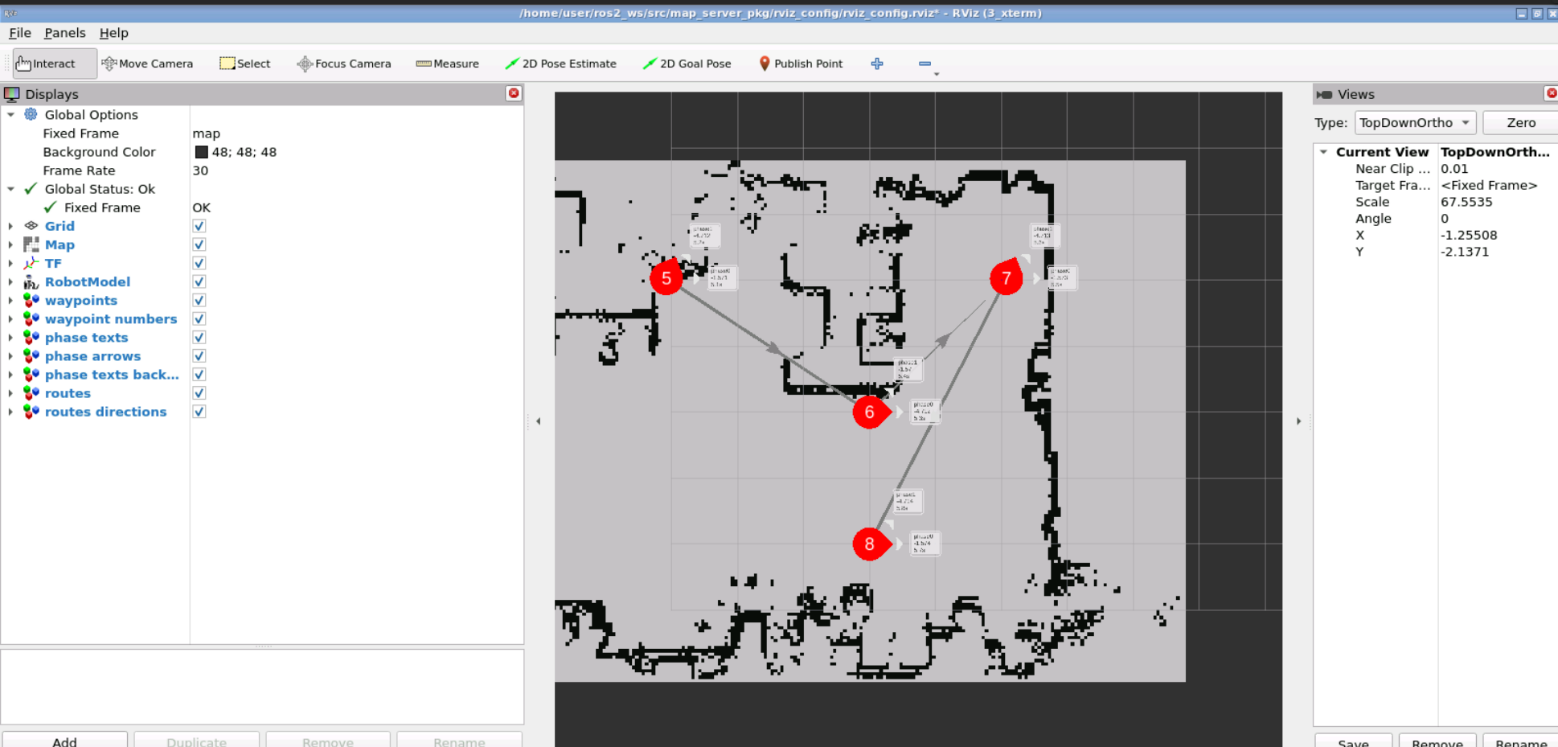 /home/user/ros2_ws/src/map_server_pkg/rviz_config/rviz_config.rviz* - RViz (3_xterm)
File Panels Help
Interact Move Camera Select Focus Camera Measure 2D Pose Estimate 2D Goal Pose Publish Point
Displays
Global Options
Fixed Frame map
Background Color 48; 48; 48
Frame Rate 30
Global Status: Ok
Fixed Frame OK
Grid
Map
TF
RobotModel
waypoints
waypoint numbers
phase texts
phase arrows
phase texts back...
routes
routes directions
Add Duplicate Remove Rename
5
7
6
8
Views
Type: TopDownOrtho Zero
Current View TopDownOrth...
Near Clip ... 0.01
Target Fra... <Fixed Frame>
Scale 67.5535
Angle 0
X -1.25508
Y -2.1371
Save Remove Rename